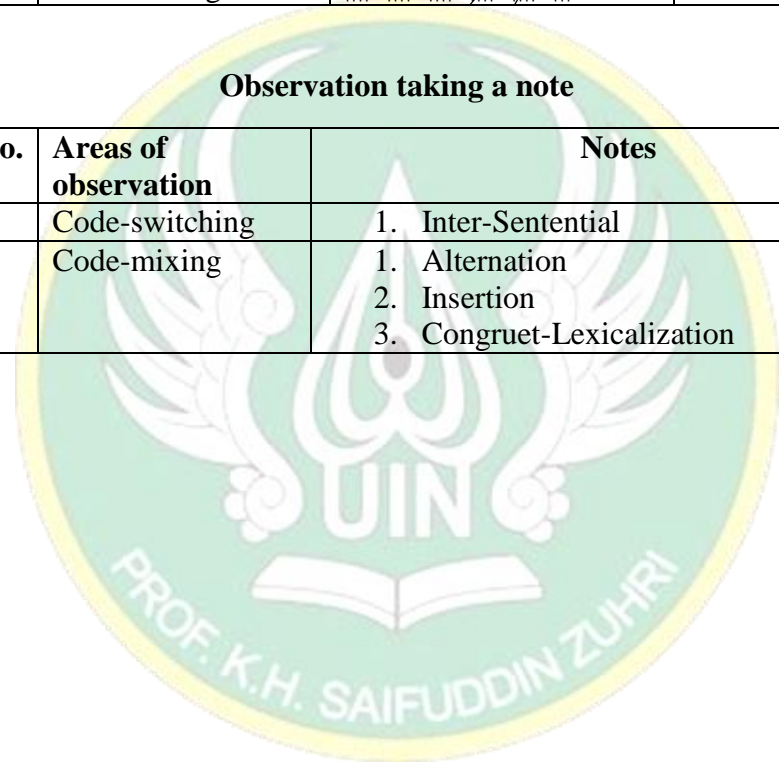 Observation taking a note
o. Areas of observation Notes
Code-switching 1. Inter-Sentential
Code-mixing 1. Alternation
2. Insertion
3. Congruet-Lexicalization
UIN
PROF. K.H. SAIFUDDIN ZUHRI